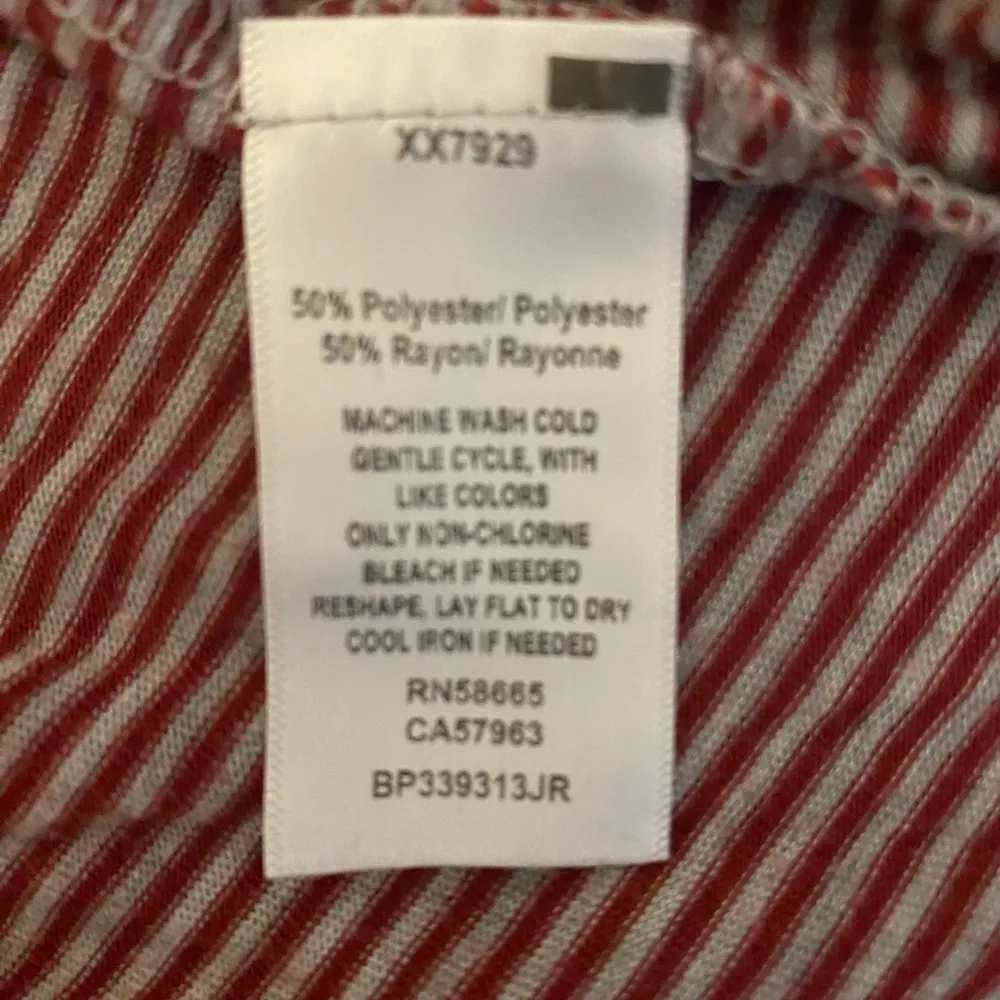 XX7929
50% Polyester/ Polyester
50% Rayon/ Rayonne
MACHINE WASH COLD
GENTLE CYCLE, WITH
LIKE COLORS
ONLY NON-CHLORINE
BLEACH IF NEEDED
RESHAPE, LAY FLAT TO DRY
COOL IRON IF NEEDED
RN58665
CA57963
BP339313JR